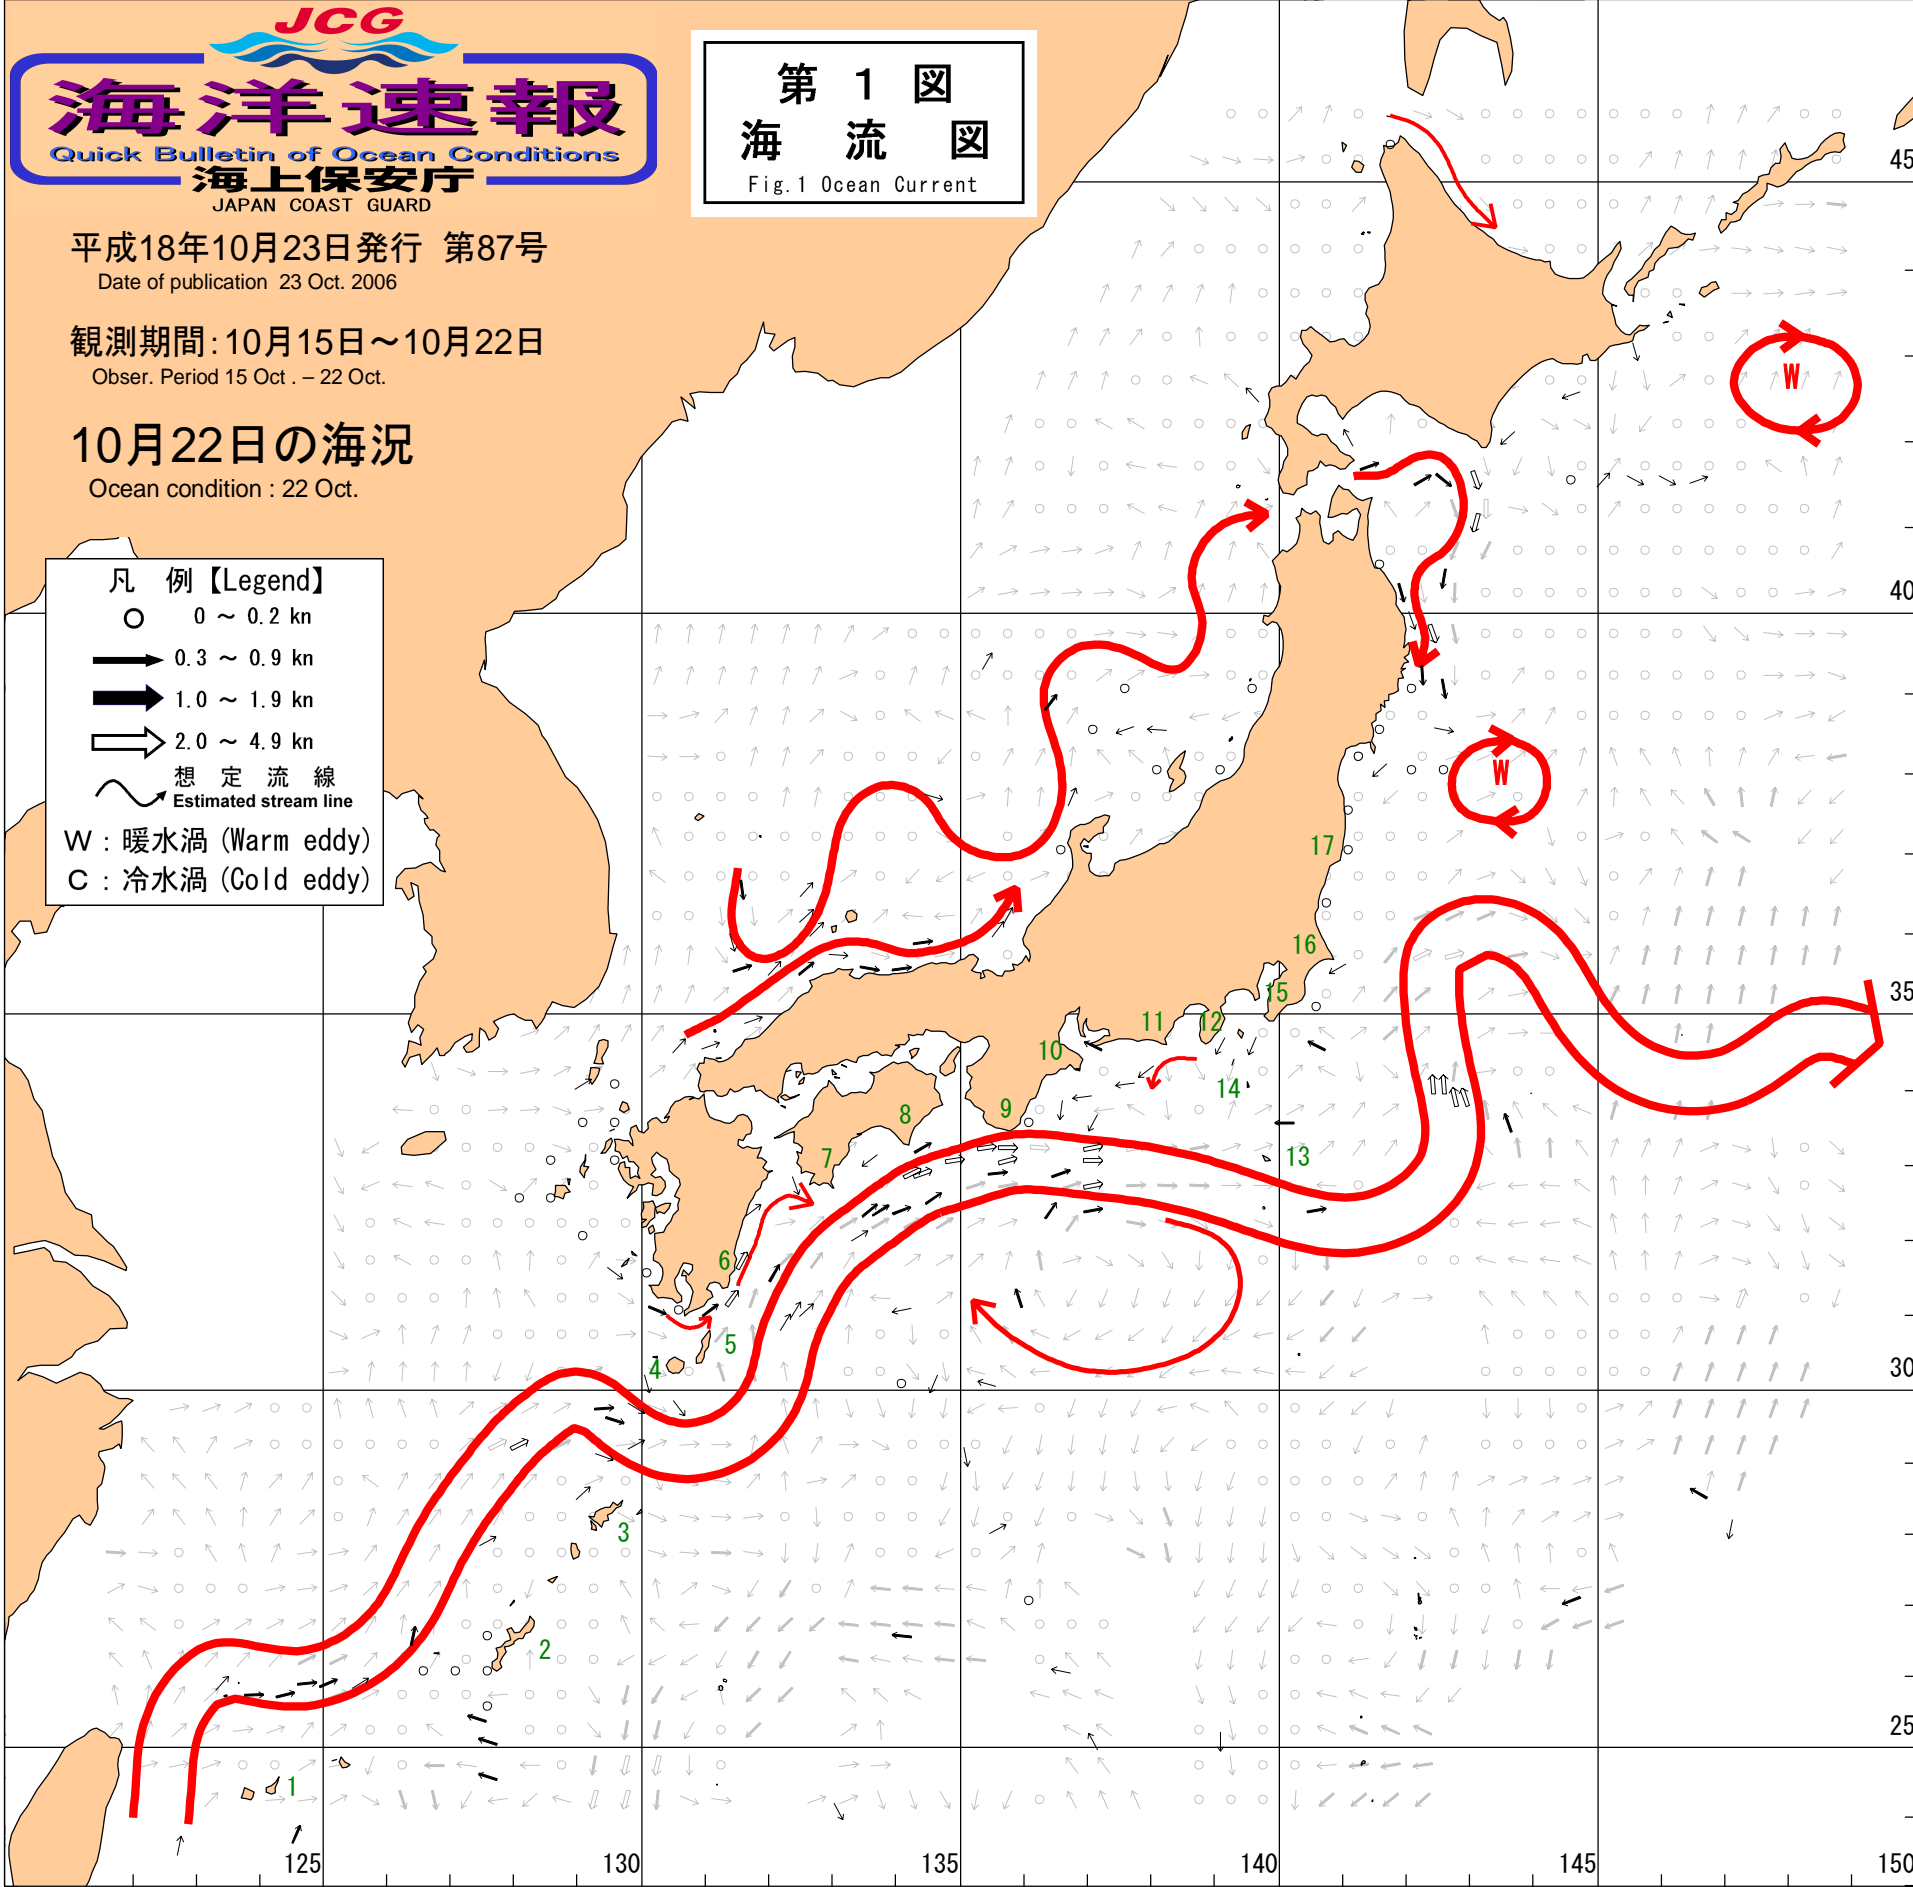 JCG
海洋速報
Quick Bulletin of Ocean Conditions
海上保安庁
JAPAN COAST GUARD
第 1 図
海 流 図
Fig.1 Ocean Current
平成18年10月23日発行 第87号
Date of publication 23 Oct. 2006
観測期間:10月15日～10月22日
Obser. Period 15 Oct . – 22 Oct.
10月22日の海況
Ocean condition : 22 Oct.
凡 例【Legend】
0 ～ 0.2 kn
0.3 ～ 0.9 kn
1.0 ～ 1.9 kn
2.0 ～ 4.9 kn
想 定 流 線
Estimated stream line
W : 暖水渦 (Warm eddy)
C : 冷水渦 (Cold eddy)
45
W
40
W
17
16
35
15
12
11
10
14
9
8
13
7
6
5
4
30
3
2
25
1
125
130
135
140
145
150